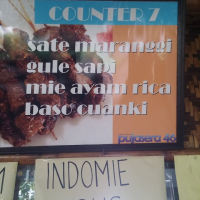 COUNTER 7
sate maranggi
gule sapi
mie ayam rica
baso cuanki
pujasera 46
INDOMIE